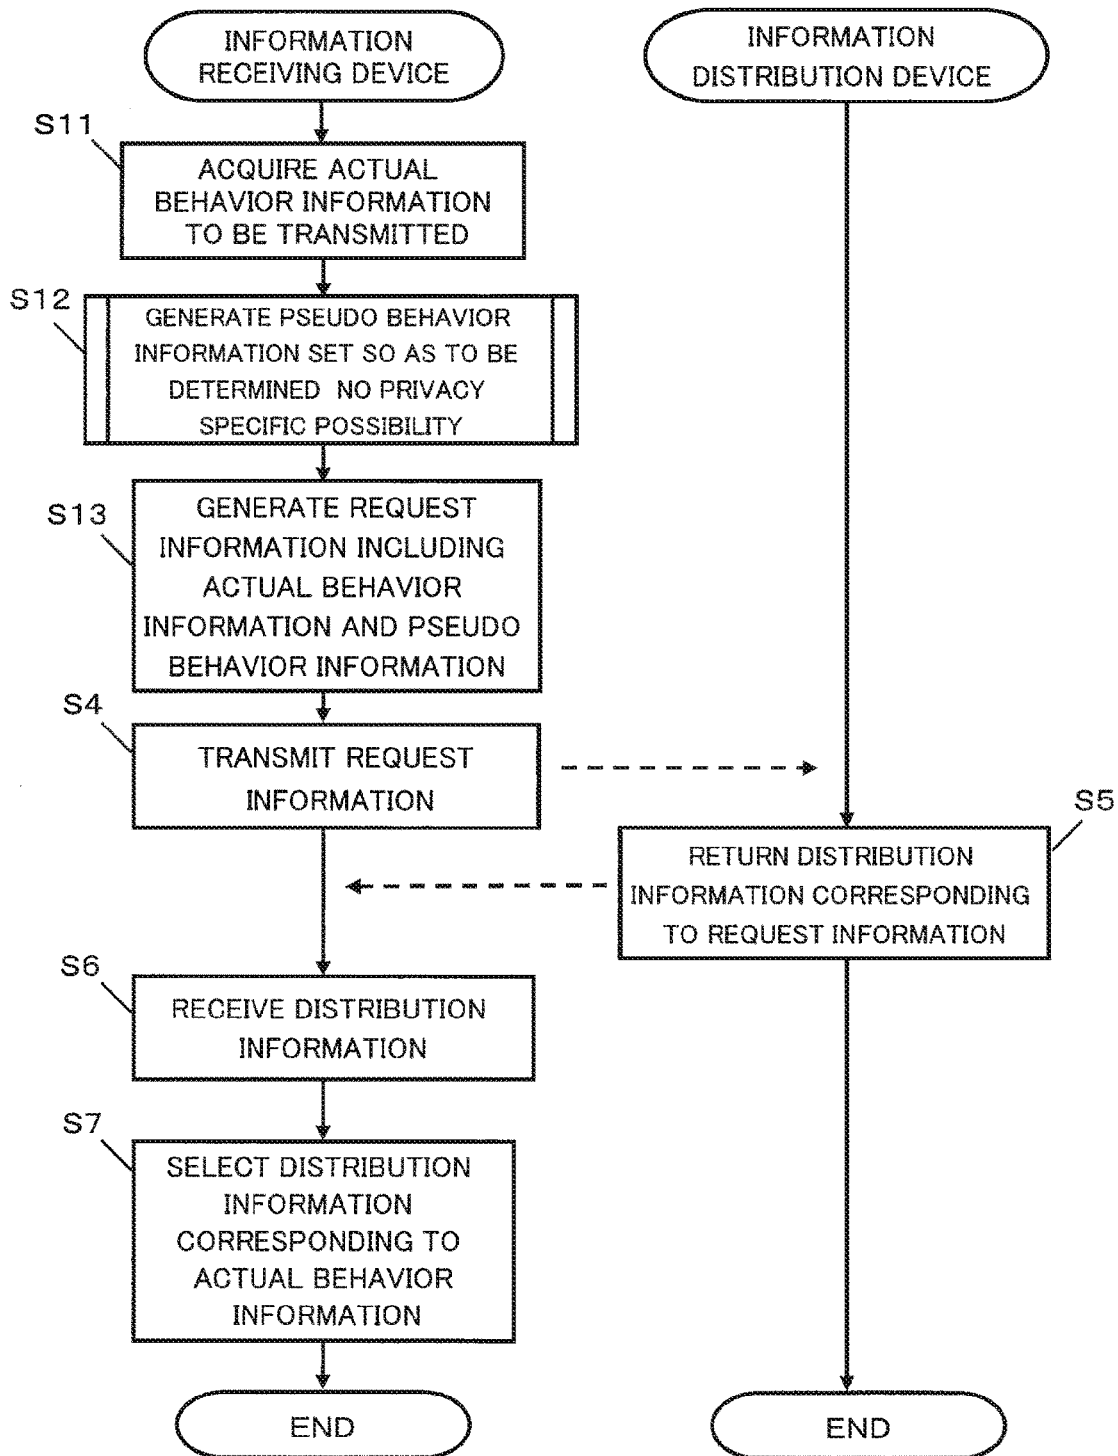 INFORMATION
RECEIVING DEVICE
INFORMATION
DISTRIBUTION DEVICE
S11
ACQUIRE ACTUAL
BEHAVIOR INFORMATION
TO BE TRANSMITTED
S12
GENERATE PSEUDO BEHAVIOR
INFORMATION SET SO AS TO BE
DETERMINED NO PRIVACY
SPECIFIC POSSIBILITY
S13
GENERATE REQUEST
INFORMATION INCLUDING
ACTUAL BEHAVIOR
INFORMATION AND PSEUDO
BEHAVIOR INFORMATION
S4
TRANSMIT REQUEST
INFORMATION
S5
RETURN DISTRIBUTION
INFORMATION CORRESPONDING
TO REQUEST INFORMATION
S6
RECEIVE DISTRIBUTION
INFORMATION
S7
SELECT DISTRIBUTION
INFORMATION
CORRESPONDING TO
ACTUAL BEHAVIOR
INFORMATION
END
END